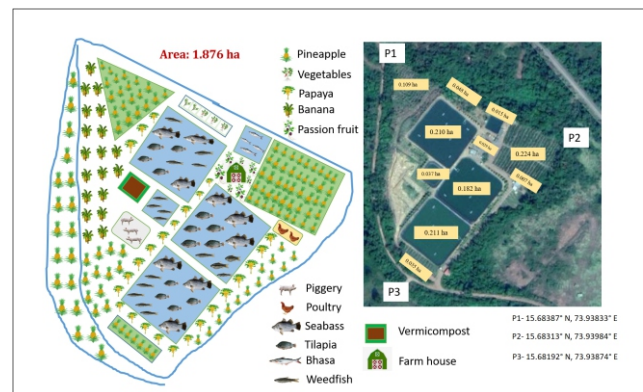 Area: 1.876 ha
Pineapple
Vegetables
Papaya
Banana
Passion fruit
Piggery
Poultry
Seabass
Tilapia
Bhasa
Weedfish
P1
P2
P3
0.109
0.210 ha
0.224 ha
0.182 ha
0.211 ha
Vermicompost
Farm house
P1- 15.68387° N, 73.93833° E
P2- 15.68313° N, 73.93984° E
P3- 15.68192° N, 73.93874° E